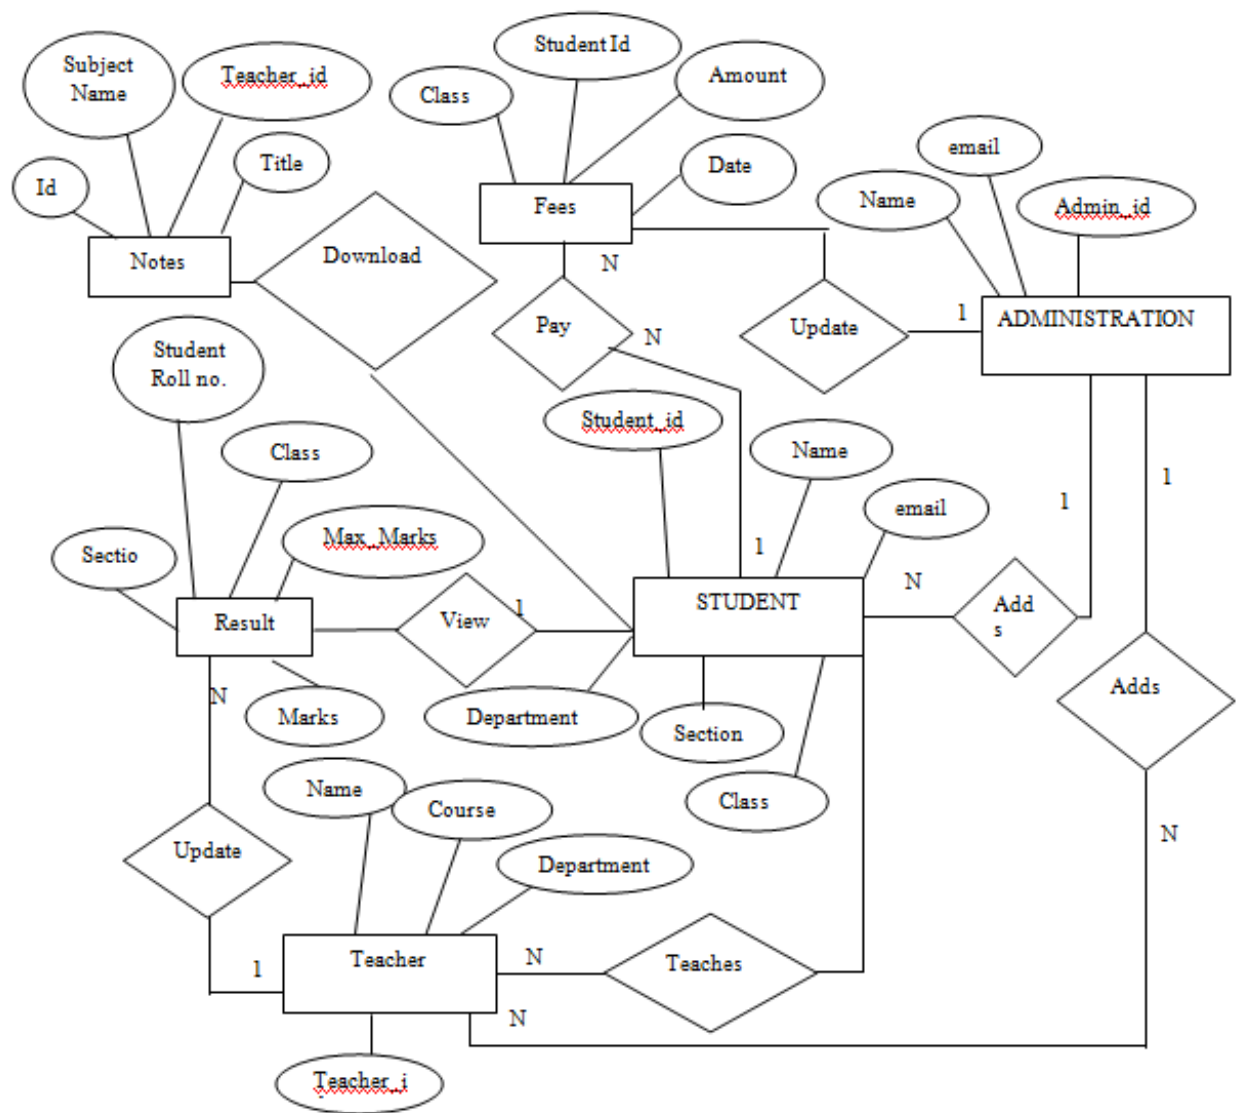 Student Id
Subject
Name
Teacher_id
Amount
Class
Title
Date
email
Id
Name
Admin_id
Fees
Notes
Download
N
Pay
N
Update
1
ADMINISTRATION
Student
Roll no.
Student_id
Class
Name
1
1
email
Max_Marks
Sectio
1
N
Result
View
1
STUDENT
Add
s
Adds
N
Marks
Department
Section
Name
Course
Class
Update
Department
N
Teacher
N
Teaches
1
N
Teacher_i